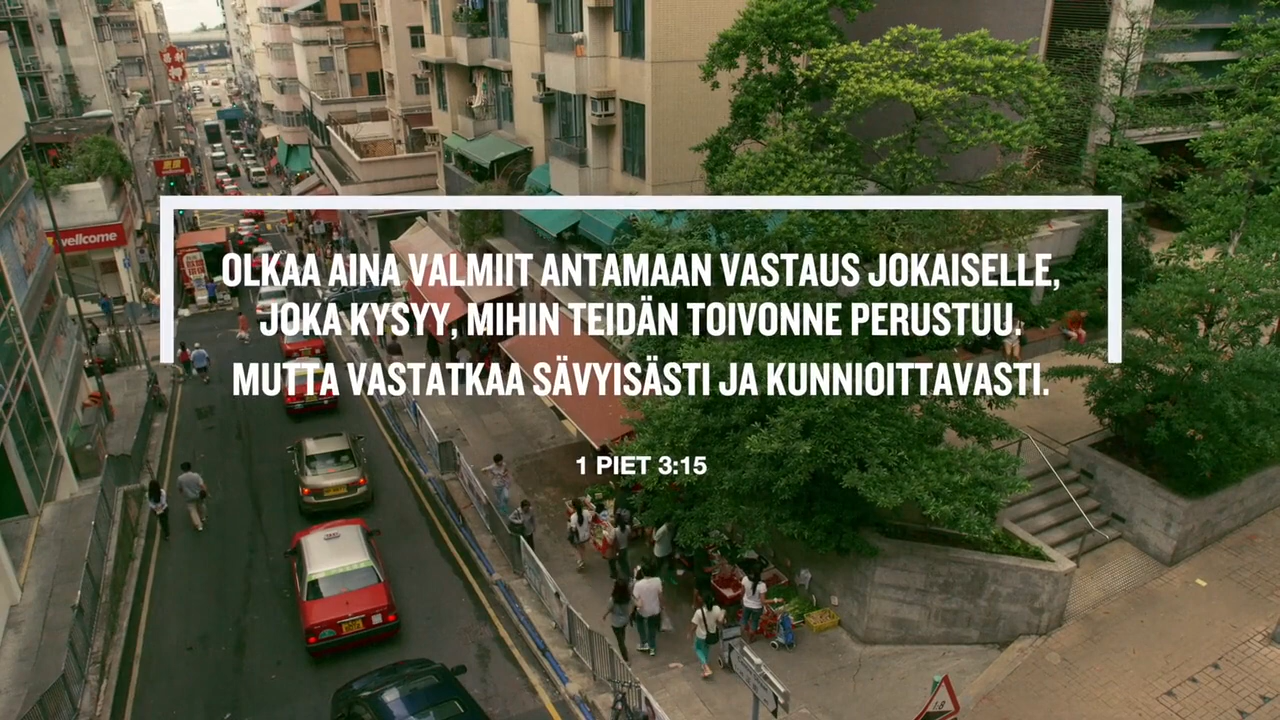 wellcome
OLKAA AINA VALMIIT ANTAMAAN VASTAUS JOKAISELLE,
JOKA KYSYY, MIHIN TEIDÄN TOIVONNE PERUSTUU.
MUTTA VASTATKAA SÄVYISÄSTI JA KUNNIOITTAVASTI.
1 PIET 3:15
TAXI